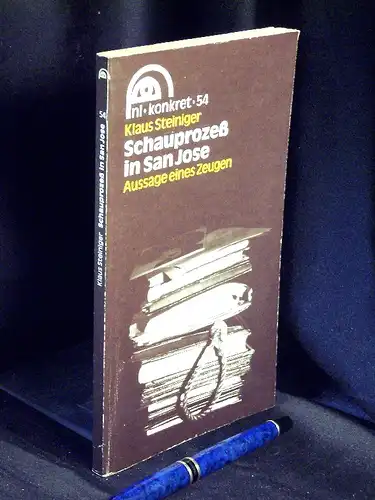 nl·konkret·54
Klaus Steiniger
Schauprozeß
in San Jose
Aussage eines Zeugen
54
Klaus Steiniger Schauprozeß in San Jose